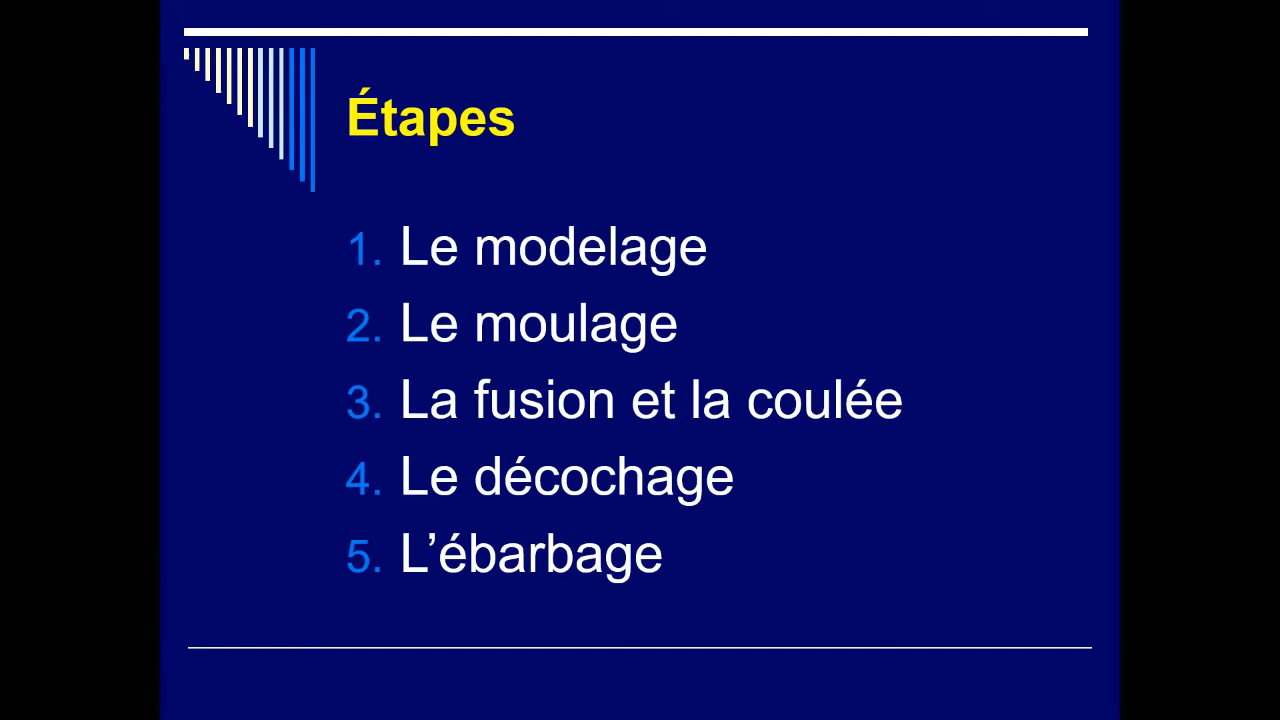 Étapes
1. Le modelage
2. Le moulage
3. La fusion et la coulée
4. Le décochage
5. L’ébarbage